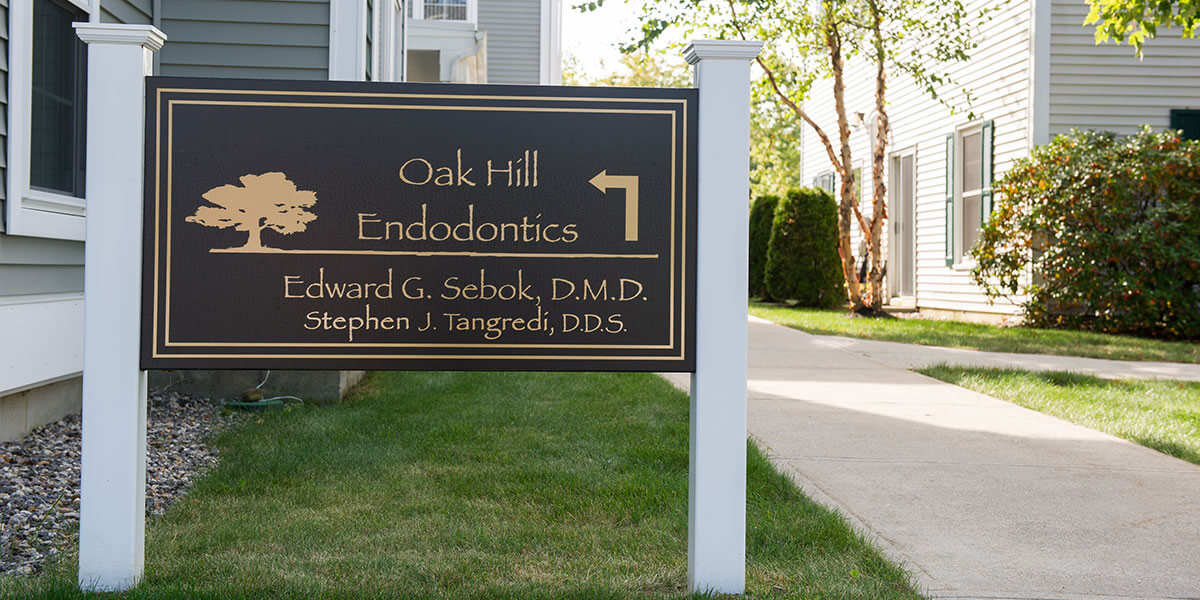 Oak Hill
Endodontics
Edward G. Sebok, D.M.D.
Stephen J. Tangredi, D.D.S.